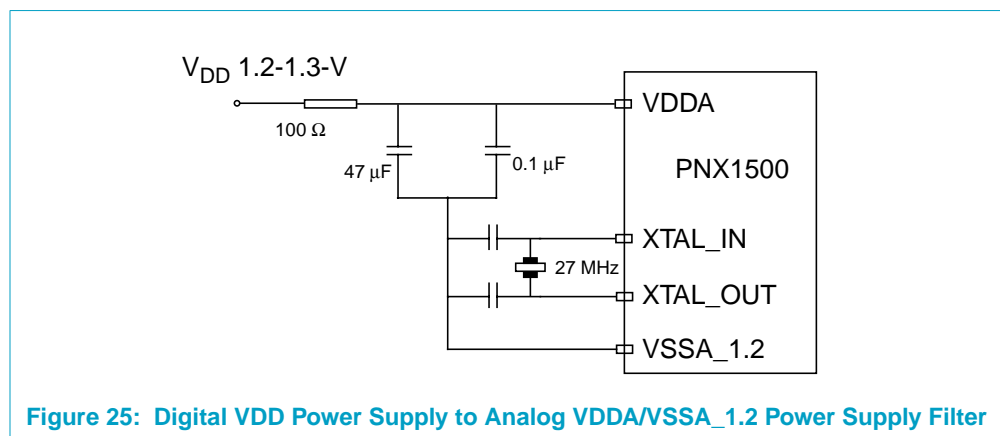 V_DD 1.2-1.3-V
VDDA
100 Ω
47 μF
0.1 μF
PNX1500
XTAL_IN
27 MHz
XTAL_OUT
VSSA_1.2
Figure 25: Digital VDD Power Supply to Analog VDDA/VSSA_1.2 Power Supply Filter